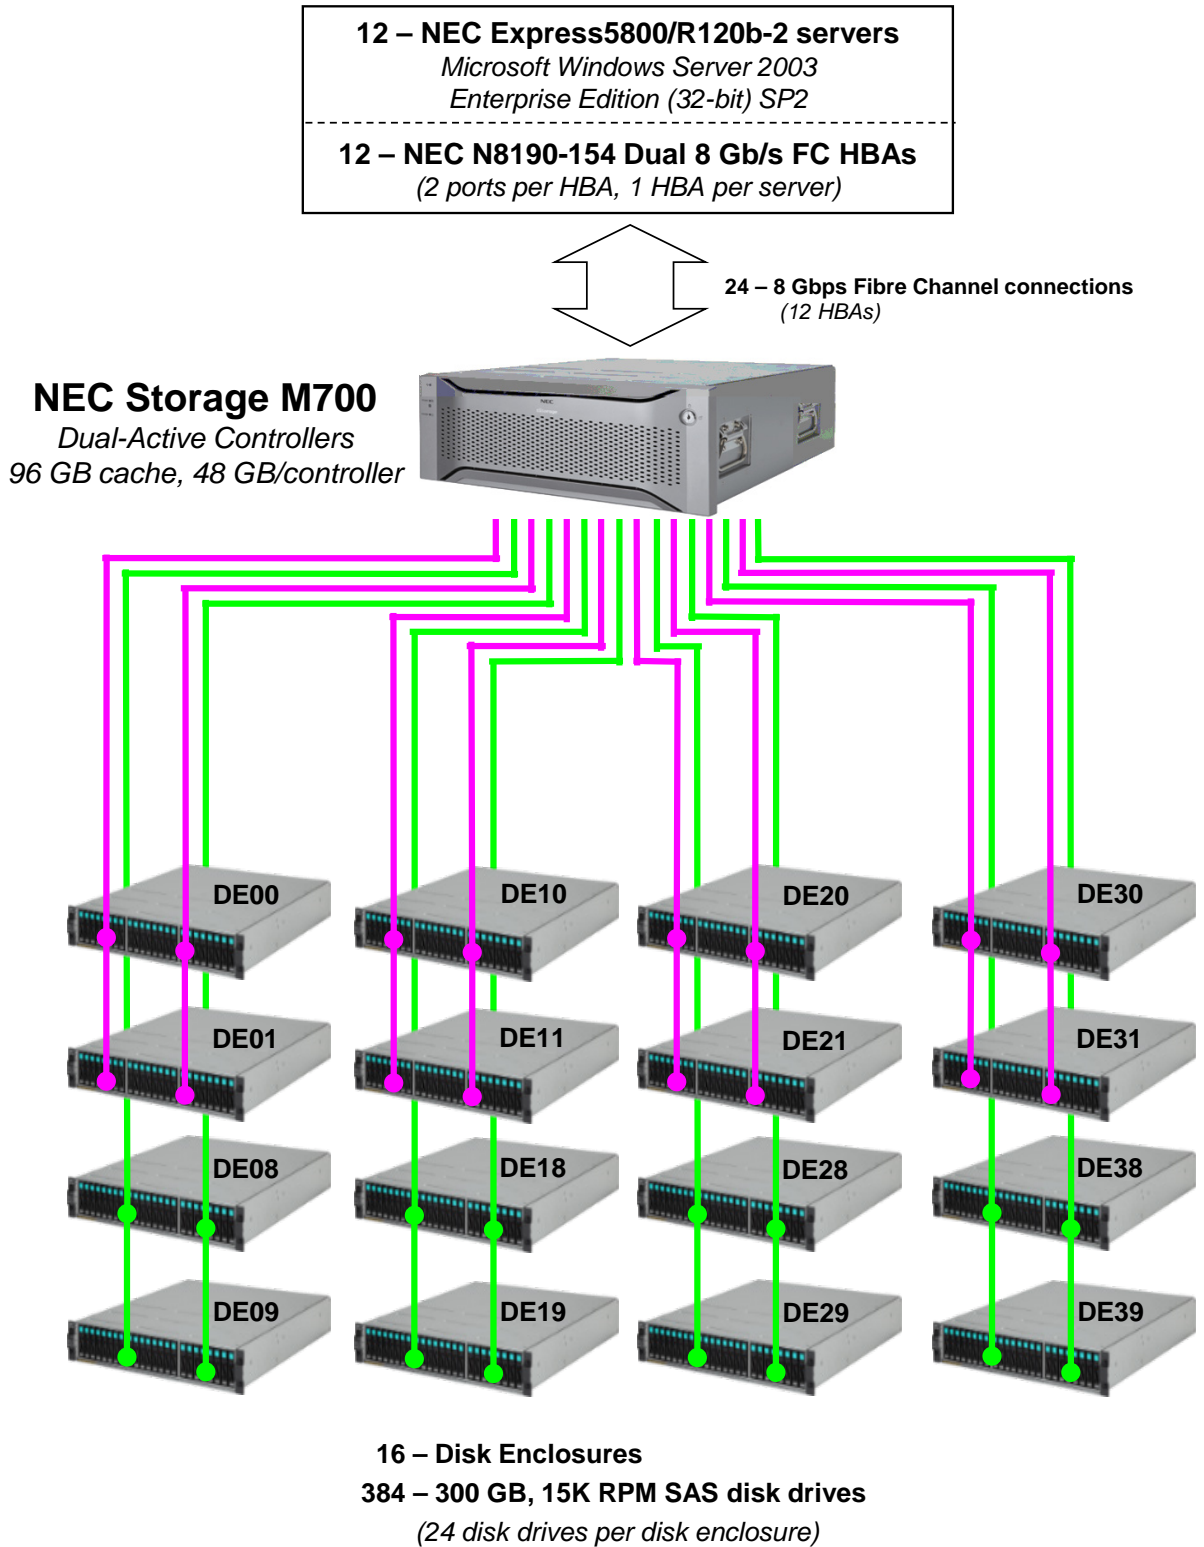 12 – NEC Express5800/R120b-2 servers
Microsoft Windows Server 2003
Enterprise Edition (32-bit) SP2
12 – NEC N8190-154 Dual 8 Gb/s FC HBAs
(2 ports per HBA, 1 HBA per server)
24 – 8 Gbps Fibre Channel connections
(12 HBAs)
NEC Storage M700
Dual-Active Controllers
96 GB cache, 48 GB/controller
NEC
DE00 DE10 DE20 DE30
DE01 DE11 DE21 DE31
DE08 DE18 DE28 DE38
DE09 DE19 DE29 DE39
16 – Disk Enclosures
384 – 300 GB, 15K RPM SAS disk drives
(24 disk drives per disk enclosure)